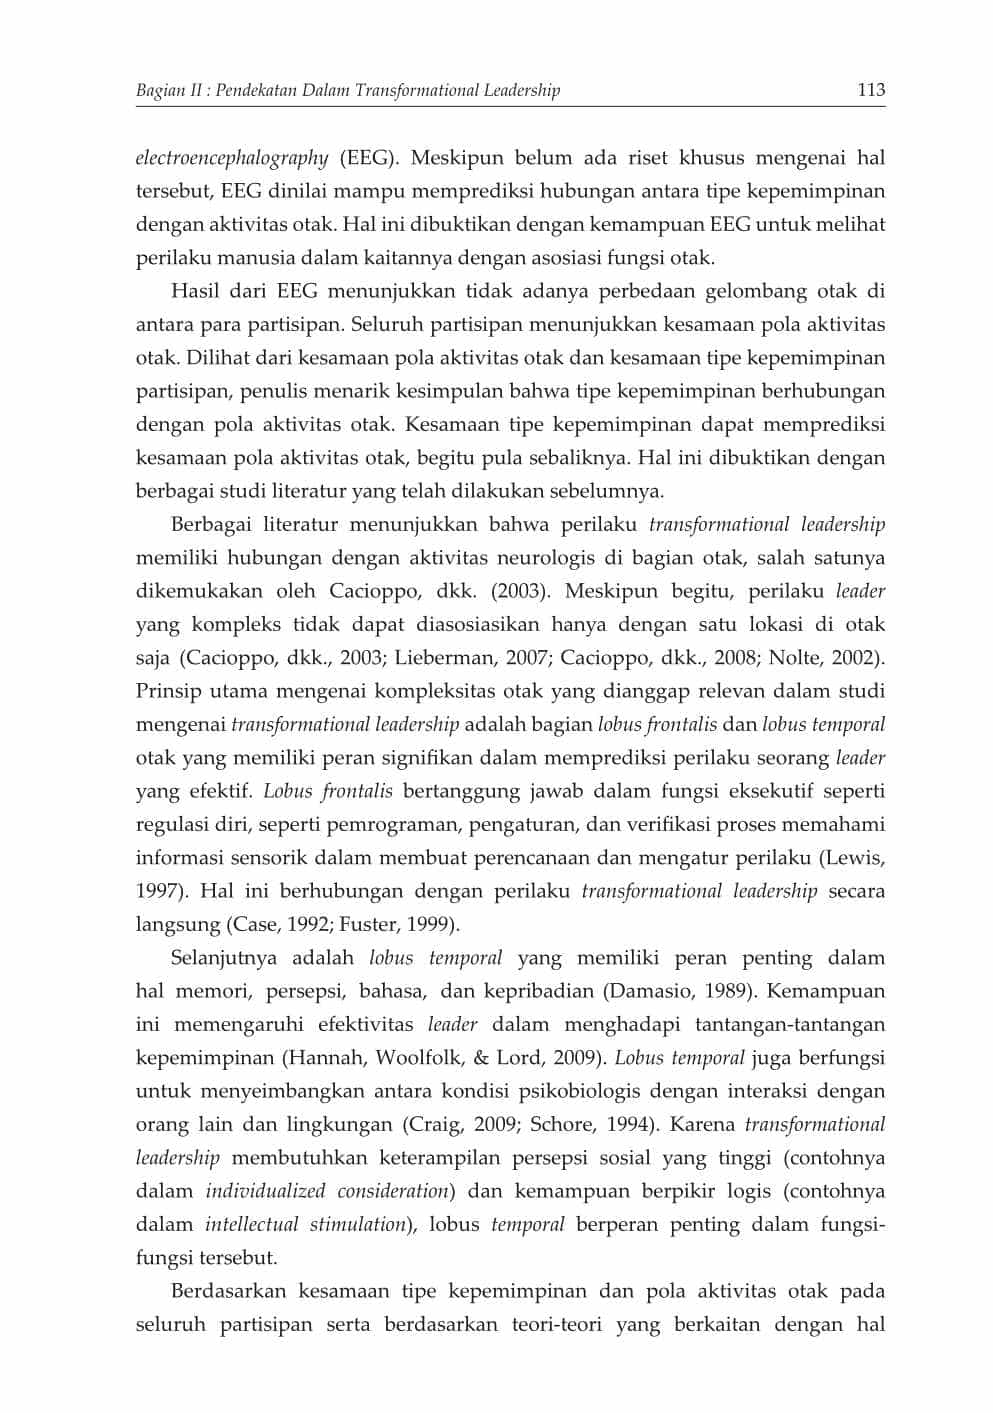 Bagian II : Pendekatan Dalam Transformational Leadership 113
electroencephalography (EEG). Meskipun belum ada riset khusus mengenai hal
tersebut, EEG dinilai mampu memprediksi hubungan antara tipe kepemimpinan
dengan aktivitas otak. Hal ini dibuktikan dengan kemampuan EEG untuk melihat
perilaku manusia dalam kaitannya dengan asosiasi fungsi otak.
Hasil dari EEG menunjukkan tidak adanya perbedaan gelombang otak di
antara para partisipan. Seluruh partisipan menunjukkan kesamaan pola aktivitas
otak. Dilihat dari kesamaan pola aktivitas otak dan kesamaan tipe kepemimpinan
partisipan, penulis menarik kesimpulan bahwa tipe kepemimpinan berhubungan
dengan pola aktivitas otak. Kesamaan tipe kepemimpinan dapat memprediksi
kesamaan pola aktivitas otak, begitu pula sebaliknya. Hal ini dibuktikan dengan
berbagai studi literatur yang telah dilakukan sebelumnya.
Berbagai literatur menunjukkan bahwa perilaku transformational leadership
memiliki hubungan dengan aktivitas neurologis di bagian otak, salah satunya
dikemukakan oleh Cacioppo, dkk. (2003). Meskipun begitu, perilaku leader
yang kompleks tidak dapat diasosiasikan hanya dengan satu lokasi di otak
saja (Cacioppo, dkk., 2003; Lieberman, 2007; Cacioppo, dkk., 2008; Nolte, 2002).
Prinsip utama mengenai kompleksitas otak yang dianggap relevan dalam studi
mengenai transformational leadership adalah bagian lobus frontalis dan lobus temporal
otak yang memiliki peran signifikan dalam memprediksi perilaku seorang leader
yang efektif. Lobus frontalis bertanggung jawab dalam fungsi eksekutif seperti
regulasi diri, seperti pemrograman, pengaturan, dan verifikasi proses memahami
informasi sensorik dalam membuat perencanaan dan mengatur perilaku (Lewis,
1997). Hal ini berhubungan dengan perilaku transformational leadership secara
langsung (Case, 1992; Fuster, 1999).
Selanjutnya adalah lobus temporal yang memiliki peran penting dalam
hal memori, persepsi, bahasa, dan kepribadian (Damasio, 1989). Kemampuan
ini memengaruhi efektivitas leader dalam menghadapi tantangan-tantangan
kepemimpinan (Hannah, Woolfolk, & Lord, 2009). Lobus temporal juga berfungsi
untuk menyeimbangkan antara kondisi psikobiologis dengan interaksi dengan
orang lain dan lingkungan (Craig, 2009; Schore, 1994). Karena transformational
leadership membutuhkan keterampilan persepsi sosial yang tinggi (contohnya
dalam individualized consideration) dan kemampuan berpikir logis (contohnya
dalam intellectual stimulation), lobus temporal berperan penting dalam fungsi-
fungsi tersebut.
Berdasarkan kesamaan tipe kepemimpinan dan pola aktivitas otak pada
seluruh partisipan serta berdasarkan teori-teori yang berkaitan dengan hal